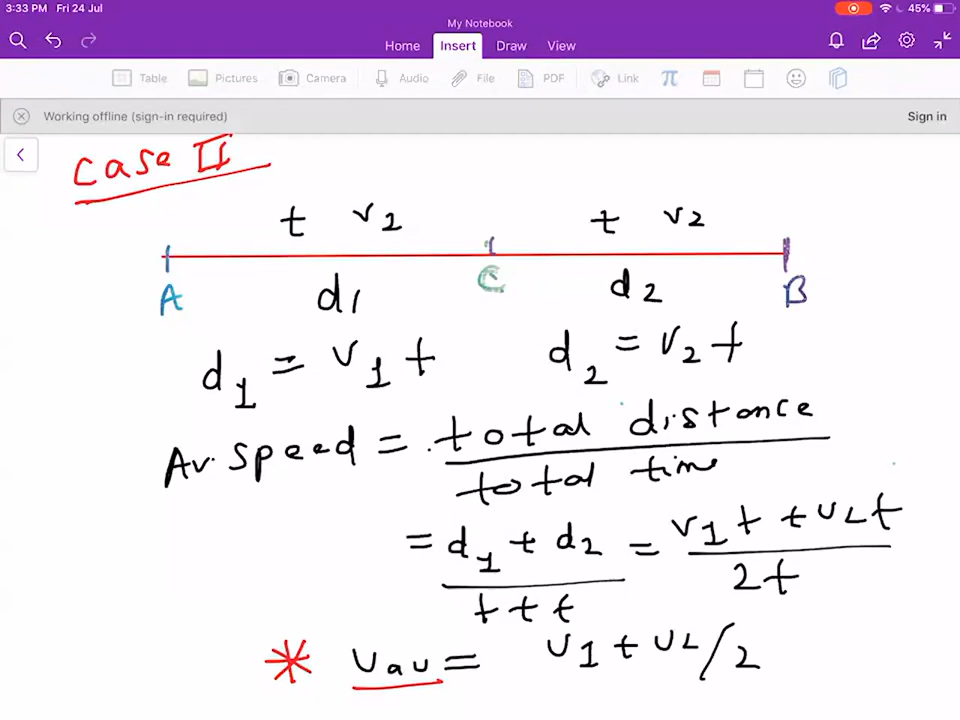 3:33 PM Fri 24 Jul 45%
My Notebook
Home Insert Draw View
Table Pictures Camera Audio File PDF Link
Working offline (sign-in required) Sign in
Case II
t v2 t v2
A C B
d1 d2
d1 = v1 t d2 = v2 t
Av. speed = total distance
total time
= d1 + d2 = v1 t + v2 t
t + t 2t
* vav = v1 + v2/2